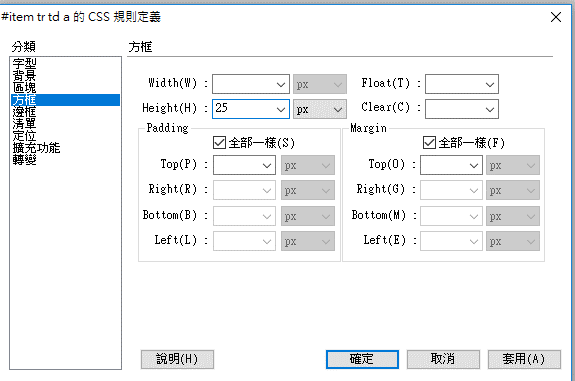 #item tr td a 的 CSS 規則定義
分類
方框
字型
背景
區塊
方框
邊框
清單
定位
擴充功能
轉變
Width(W) : px Float(T) :
Height(H) : 25 px Clear(C) :
Padding
全部一樣(S)
Top(P) : px
Right(R) : px
Bottom(B) : px
Left(L) : px
Margin
全部一樣(F)
Top(O) : px
Right(G) : px
Bottom(M) : px
Left(E) : px
說明(H) 確定 取消 套用(A)